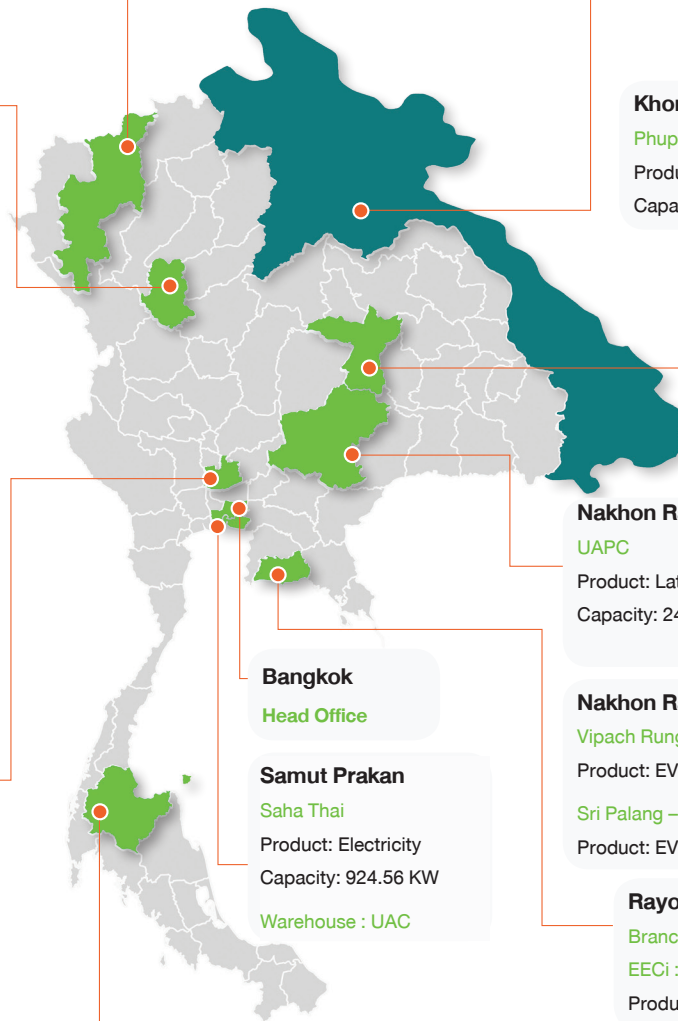 Khon
Phup
Produ
Capa
Nakhon R
UAPC
Product: Lat
Capacity: 24
Bangkok
Head Office
Nakhon R
Vipach Rung
Product: EV
Sri Palang –
Product: EV
Samut Prakan
Saha Thai
Product: Electricity
Capacity: 924.56 KW
Warehouse : UAC
Rayo
Branc
EECi :
Produ